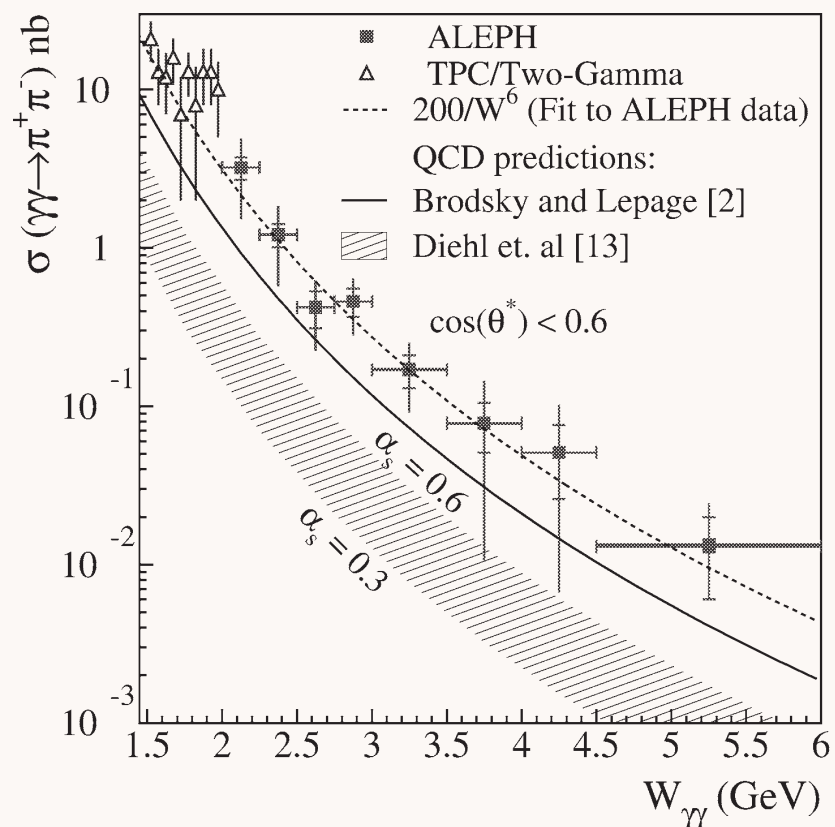 σ (γγ→π⁺π⁻) nb
ALEPH
TPC/Two-Gamma
200/W⁶ (Fit to ALEPH data)
QCD predictions:
Brodsky and Lepage [2]
Diehl et. al [13]
cos(θ*) < 0.6
αₛ = 0.6
αₛ = 0.3
10
1
10⁻¹
10⁻²
10⁻³
1.5 2 2.5 3 3.5 4 4.5 5 5.5 6
W_γγ (GeV)